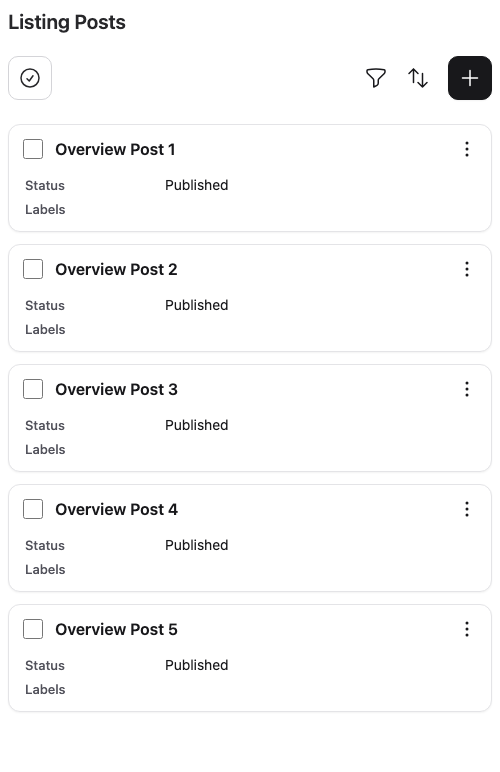 Listing Posts
Overview Post 1
Status Published
Labels
Overview Post 2
Status Published
Labels
Overview Post 3
Status Published
Labels
Overview Post 4
Status Published
Labels
Overview Post 5
Status Published
Labels